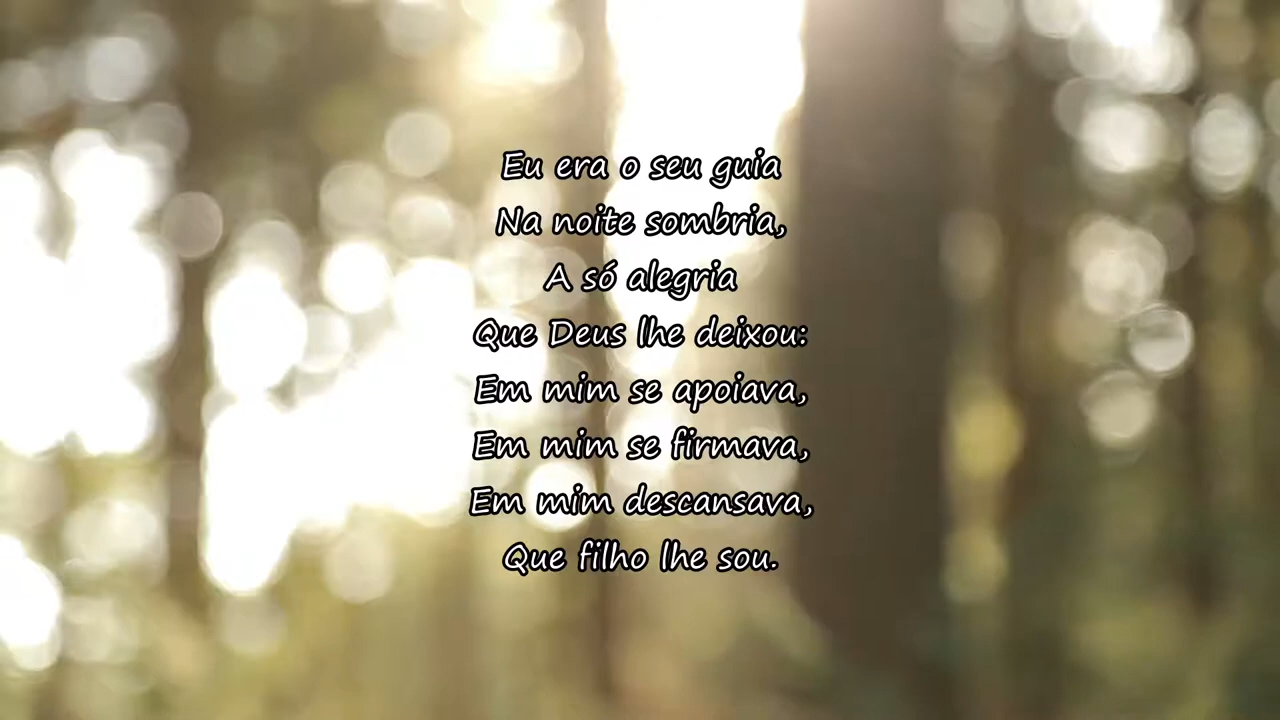 Eu era o seu guia
Na noite sombria,
A só alegria
Que Deus lhe deixou:
Em mim se apoiava,
Em mim se firmava,
Em mim descansava,
Que filho lhe sou.